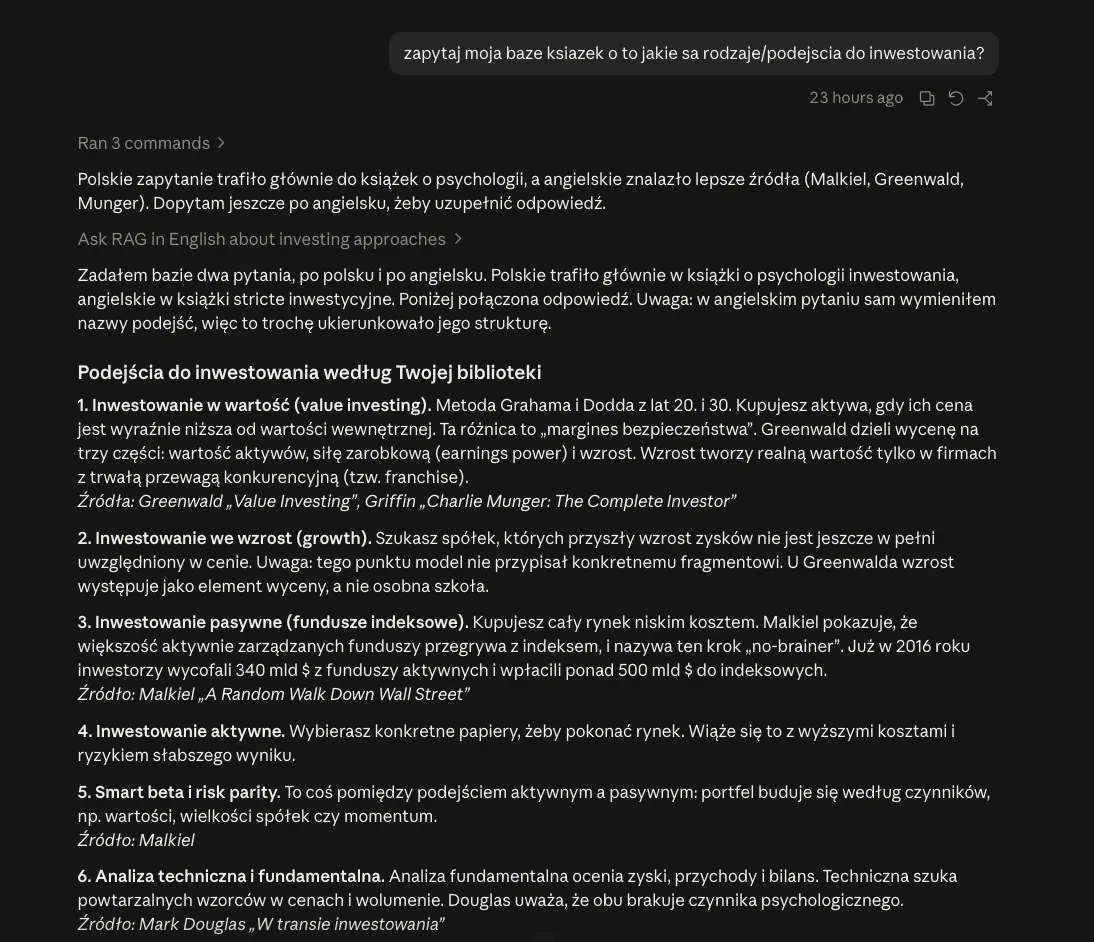 zapytaj moja baze ksiazek o to jakie sa rodzaje/podejscia do inwestowania?
23 hours ago
Ran 3 commands
Polskie zapytanie trafiło głównie do książek o psychologii, a angielskie znalazło lepsze źródła (Malkiel, Greenwald,
Munger). Dopytam jeszcze po angielsku, żeby uzupełnić odpowiedź.
Ask RAG in English about investing approaches
Zadałem bazie dwa pytania, po polsku i po angielsku. Polskie trafiło głównie w książki o psychologii inwestowania,
angielskie w książki stricte inwestycyjne. Poniżej połączona odpowiedź. Uwaga: w angielskim pytaniu sam wymieniłem
nazwy podejść, więc to trochę ukierunkowało jego strukturę.
Podejścia do inwestowania według Twojej biblioteki
1. Inwestowanie w wartość (value investing). Metoda Grahama i Dodda z lat 20. i 30. Kupujesz aktywa, gdy ich cena
jest wyraźnie niższa od wartości wewnętrznej. Ta różnica to „margines bezpieczeństwa”. Greenwald dzieli wycenę na
trzy części: wartość aktywów, siłę zarobkową (earnings power) i wzrost. Wzrost tworzy realną wartość tylko w firmach
z trwałą przewagą konkurencyjną (tzw. franchise).
Źródła: Greenwald „Value Investing”, Griffin „Charlie Munger: The Complete Investor”
2. Inwestowanie we wzrost (growth). Szukasz spółek, których przyszły wzrost zysków nie jest jeszcze w pełni
uwzględniony w cenie. Uwaga: tego punktu model nie przypisał konkretnemu fragmentowi. U Greenwalda wzrost
występuje jako element wyceny, a nie osobna szkoła.
3. Inwestowanie pasywne (fundusze indeksowe). Kupujesz cały rynek niskim kosztem. Malkiel pokazuje, że
większość aktywnie zarządzanych funduszy przegrywa z indeksem, i nazywa ten krok „no-brainer”. Już w 2016 roku
inwestorzy wycofali 340 mld $ z funduszy aktywnych i wpłacili ponad 500 mld $ do indeksowych.
Źródło: Malkiel „A Random Walk Down Wall Street”
4. Inwestowanie aktywne. Wybierasz konkretne papiery, żeby pokonać rynek. Wiąże się to z wyższymi kosztami i
ryzykiem słabszego wyniku.
5. Smart beta i risk parity. To coś pomiędzy podejściem aktywnym a pasywnym: portfel buduje się według czynników,
np. wartości, wielkości spółek czy momentum.
Źródło: Malkiel
6. Analiza techniczna i fundamentalna. Analiza fundamentalna ocenia zyski, przychody i bilans. Techniczna szuka
powtarzalnych wzorców w cenach i wolumenie. Douglas uważa, że obu brakuje czynnika psychologicznego.
Źródło: Mark Douglas „W transie inwestowania”